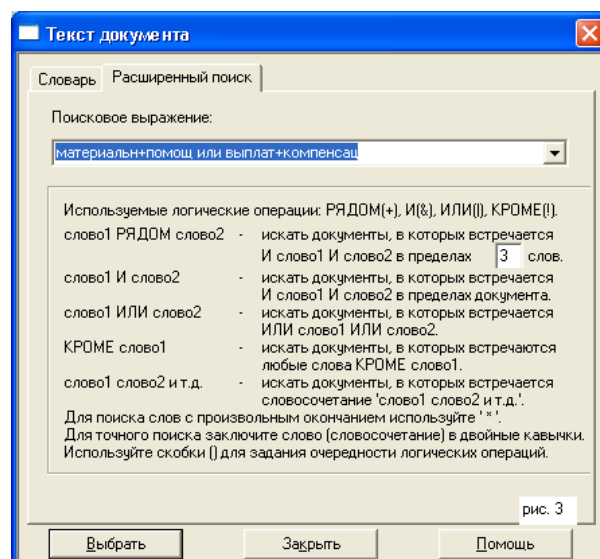 Текст документа
Словарь
Расширенный поиск
Поисковое выражение:
материальн+помощ или выплат+компенсац
Используемые логические операции: РЯДОМ(+), И(&), ИЛИ(|), КРОМЕ(!).
слово1 РЯДОМ слово2 - искать документы, в которых встречается
И слово1 И слово2 в пределах 3 слов.
слово1 И слово2 - искать документы, в которых встречается
И слово1 И слово2 в пределах документа.
слово1 ИЛИ слово2 - искать документы, в которых встречается
ИЛИ слово1 ИЛИ слово2.
КРОМЕ слово1 - искать документы, в которых встречаются
любые слова КРОМЕ слово1.
слово1 слово2 и т.д. - искать документы, в которых встречается
словосочетание 'слово1 слово2 и т.д.'.
Для поиска слов с произвольным окончанием используйте ' * '.
Для точного поиска заключите слово (словосочетание) в двойные кавычки.
Используйте скобки () для задания очередности логических операций.
рис. 3
Выбрать
Закрыть
Помощь